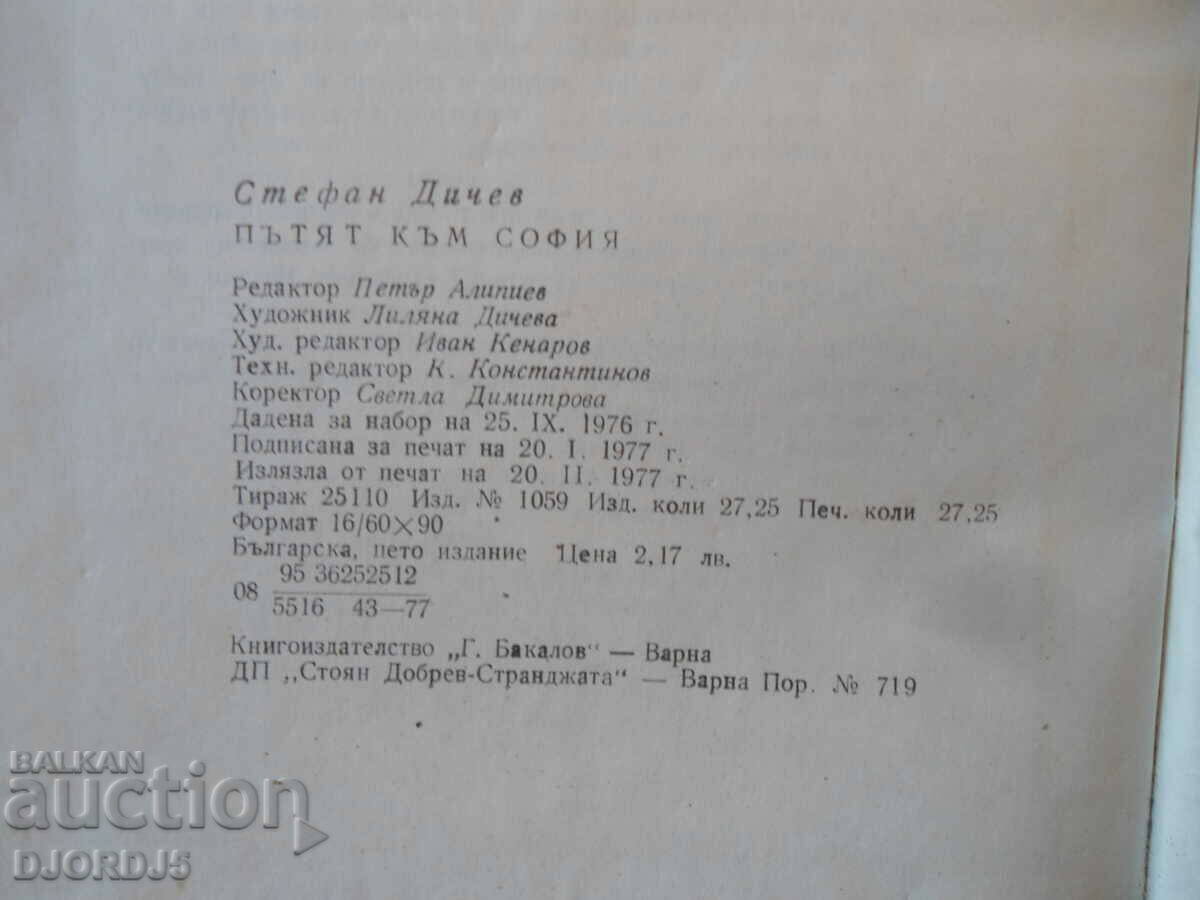 Стефан Дичев
ПЪТЯТ КЪМ СОФИЯ
Редактор Петър Алипиев
Художник Лиляна Дичева
Худ. редактор Иван Кенаров
Техн. редактор К. Константинов
Коректор Светла Димитрова
Дадена за набор на 25. IX. 1976 г.
Подписана за печат на 20. I. 1977 г.
Излязла от печат на 20. II. 1977 г.
Тираж 25110 Изд. № 1059 Изд. коли 27,25 Печ. коли 27,25
Формат 16/60×90
Българска, пето издание Цена 2,17 лв.
95 36252512
08
5516 43—77
Книгоиздателство „Г. Бакалов“ — Варна
ДП „Стоян Добрев-Странджата“ — Варна Пор. № 719
BALKAN
auction
DJORDJ5